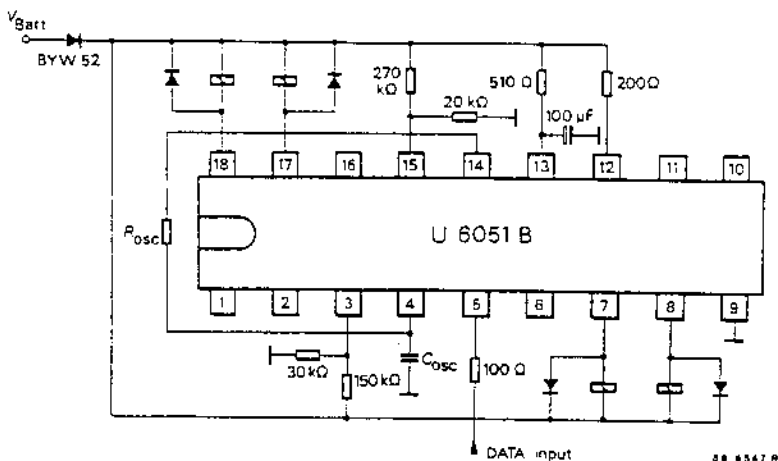 VBatt
BYW 52
270 kΩ
20 kΩ
510 Ω
100 µF
200Ω
18 17 16 15 14 13 12 11 10
Rosc
U 6051 B
1 2 3 4 5 6 7 8 9
30 kΩ
150 kΩ
Cosc
100 Ω
DATA input